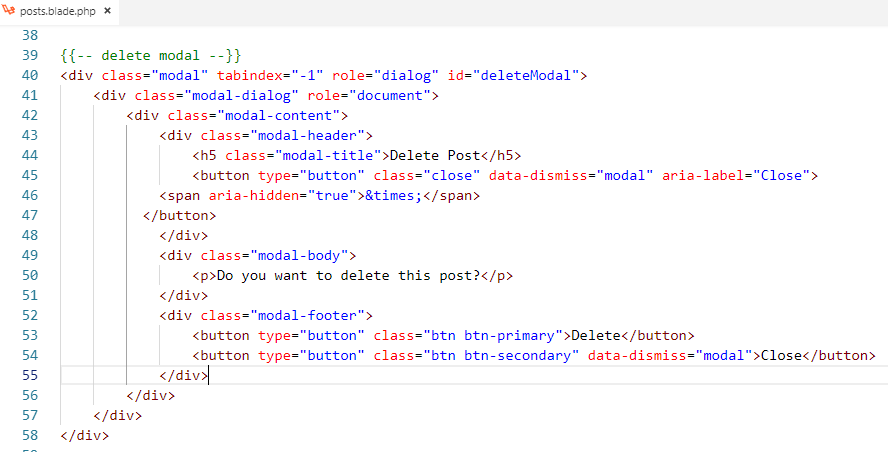 posts.blade.php ×
38
39 {{-- delete modal --}}
40 <div class="modal" tabindex="-1" role="dialog" id="deleteModal">
41     <div class="modal-dialog" role="document">
42         <div class="modal-content">
43             <div class="modal-header">
44                 <h5 class="modal-title">Delete Post</h5>
45                 <button type="button" class="close" data-dismiss="modal" aria-label="Close">
46             <span aria-hidden="true">&times;</span>
47           </button>
48             </div>
49             <div class="modal-body">
50                 <p>Do you want to delete this post?</p>
51             </div>
52             <div class="modal-footer">
53                 <button type="button" class="btn btn-primary">Delete</button>
54                 <button type="button" class="btn btn-secondary" data-dismiss="modal">Close</button>
55             </div>
56         </div>
57     </div>
58 </div>